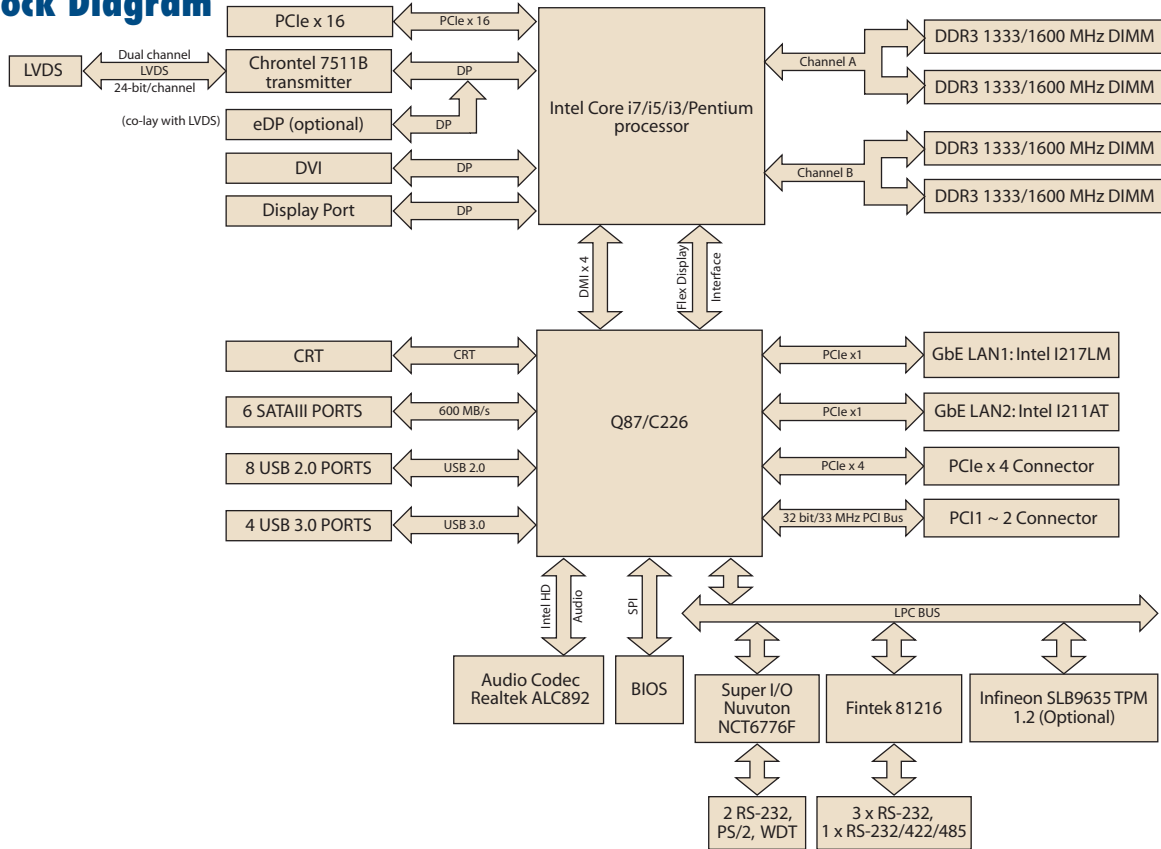 ock Diagram
PCIe x 16
PCIe x 16
DDR3 1333/1600 MHz DIMM
LVDS
Dual channel
LVDS
24-bit/channel
Chrontel 7511B
transmitter
DP
Intel Core i7/i5/i3/Pentium
processor
Channel A
DDR3 1333/1600 MHz DIMM
(co-lay with LVDS)
eDP (optional)
DP
DVI
DP
Channel B
DDR3 1333/1600 MHz DIMM
Display Port
DP
DDR3 1333/1600 MHz DIMM
DMI x 4
Flex Display
Interface
CRT
CRT
Q87/C226
PCIe x1
GbE LAN1: Intel I217LM
6 SATAIII PORTS
600 MB/s
PCIe x1
GbE LAN2: Intel I211AT
8 USB 2.0 PORTS
USB 2.0
PCIe x 4
PCIe x 4 Connector
4 USB 3.0 PORTS
USB 3.0
32 bit/33 MHz PCI Bus
PCI1 ~ 2 Connector
Intel HD
Audio
SPI
LPC BUS
Audio Codec
Realtek ALC892
BIOS
Super I/O
Nuvuton
NCT6776F
Fintek 81216
Infineon SLB9635 TPM
1.2 (Optional)
2 RS-232,
PS/2, WDT
3 x RS-232,
1 x RS-232/422/485